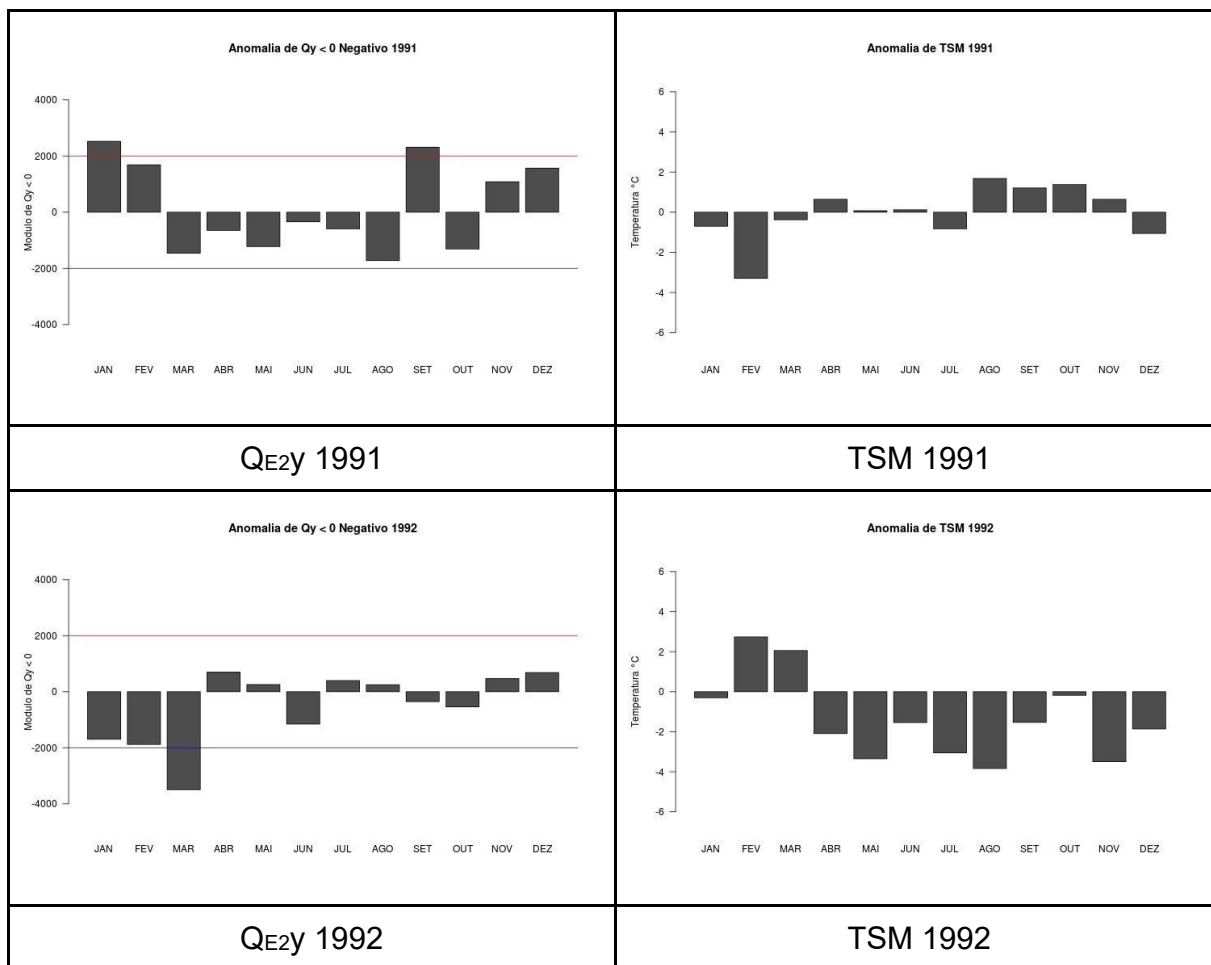 Anomalia de Qy < 0 Negativo 1991
Modulo de Qy < 0
4000
2000
0
-2000
-4000
JAN FEV MAR ABR MAI JUN JUL AGO SET OUT NOV DEZ
Anomalia de TSM 1991
Temperatura °C
6
4
2
0
-2
-4
-6
JAN FEV MAR ABR MAI JUN JUL AGO SET OUT NOV DEZ
QE2y 1991
TSM 1991
Anomalia de Qy < 0 Negativo 1992
Modulo de Qy < 0
4000
2000
0
-2000
-4000
JAN FEV MAR ABR MAI JUN JUL AGO SET OUT NOV DEZ
Anomalia de TSM 1992
Temperatura °C
6
4
2
0
-2
-4
-6
JAN FEV MAR ABR MAI JUN JUL AGO SET OUT NOV DEZ
QE2y 1992
TSM 1992